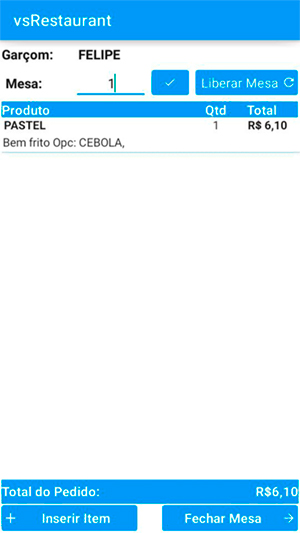 vsRestaurant
Garçom: FELIPE
Mesa: 1 Liberar Mesa
Produto Qtd Total
PASTEL 1 R$ 6,10
Bem frito Opc: CEBOLA,
Total do Pedido: R$6,10
+ Inserir Item Fechar Mesa →